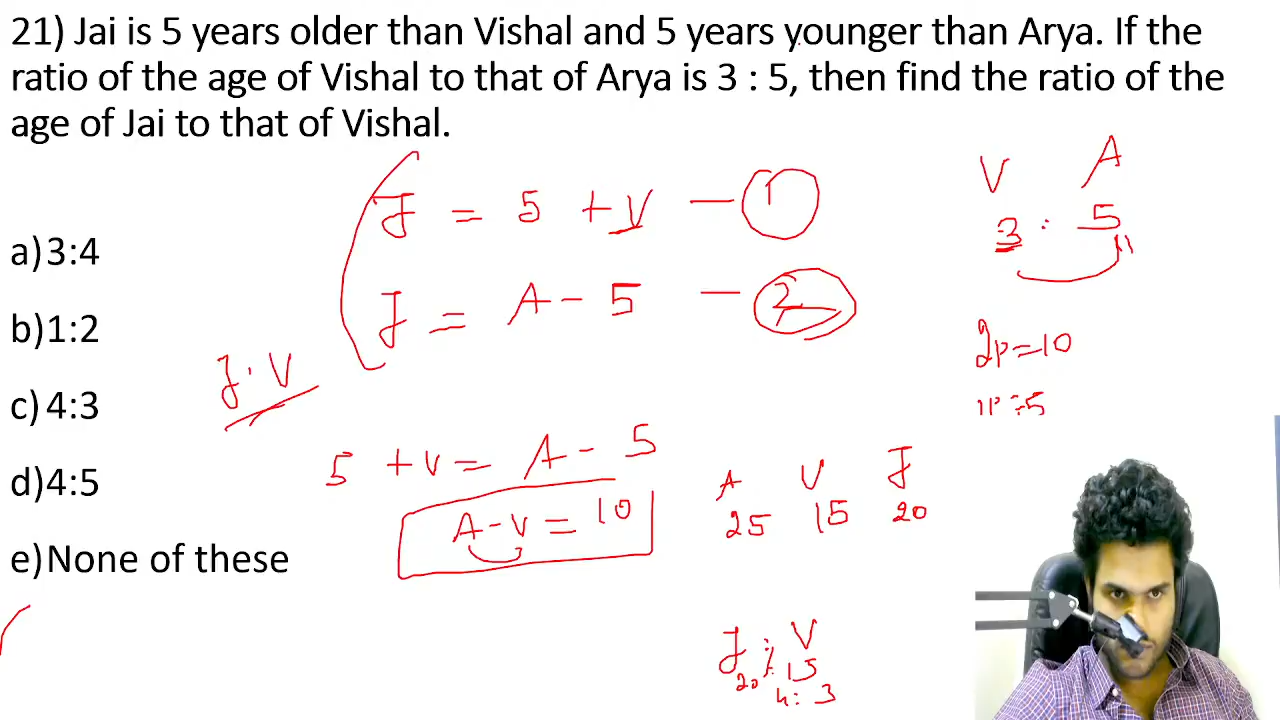 21) Jai is 5 years older than Vishal and 5 years younger than Arya. If the
ratio of the age of Vishal to that of Arya is 3 : 5, then find the ratio of the
age of Jai to that of Vishal.
V A
3 : 5
J = 5 + V - 1
J = A - 5 - 2
a) 3:4
b) 1:2
c) 4:3
d) 4:5
e) None of these
J : V
2p = 10
1p = 5
5 + V = A - 5
A - V = 10
A V J
25 15 20
J : V
20 : 15
4 : 3